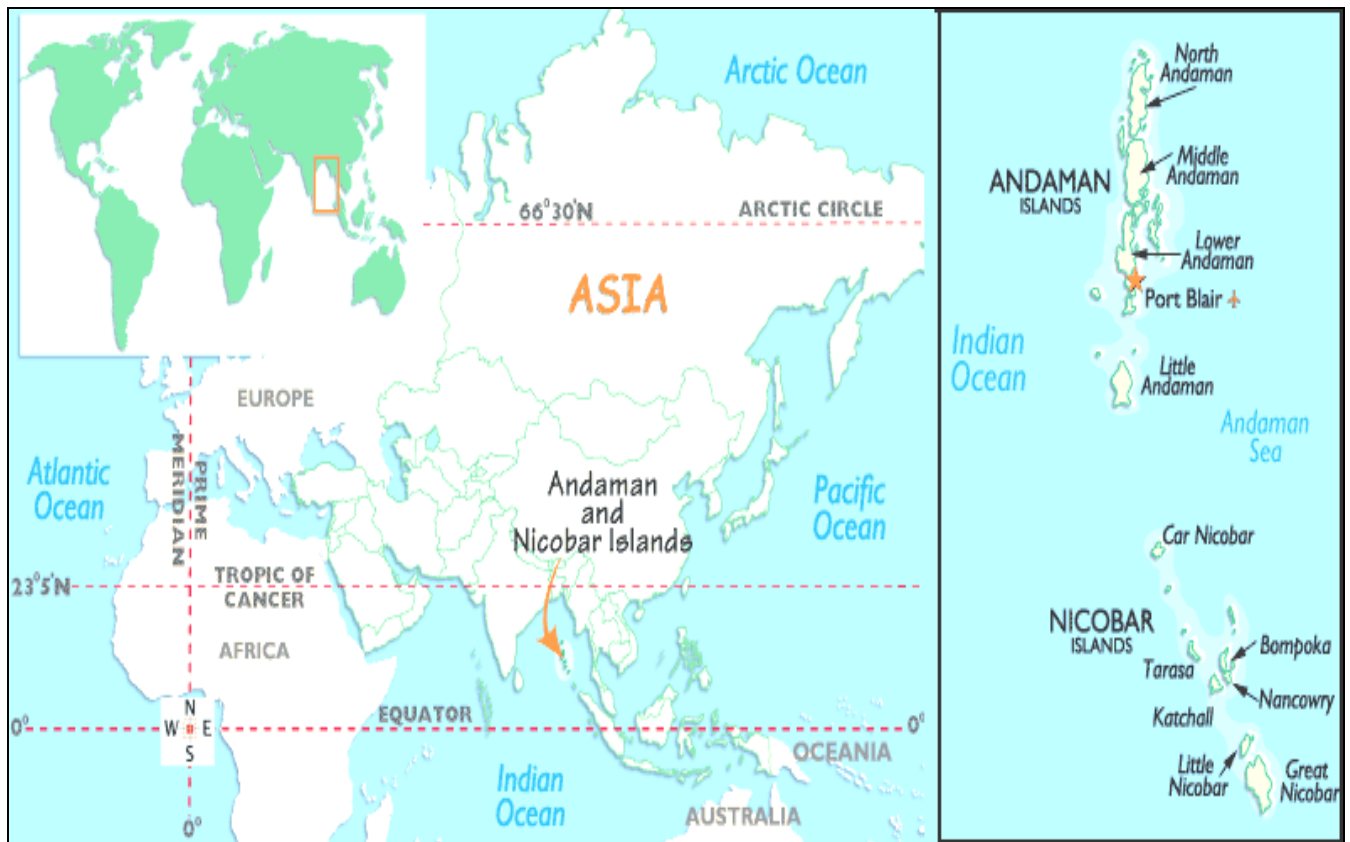 Arctic Ocean
66°30'N
ARCTIC CIRCLE
ASIA
EUROPE
Atlantic
Ocean
PRIME
MERIDIAN
Andaman
and
Nicobar Islands
Pacific
Ocean
23°5'N
TROPIC OF
CANCER
AFRICA
N
W E
S
0°
EQUATOR
0°
0°
OCEANIA
Indian
Ocean
AUSTRALIA
North
Andaman
Middle
Andaman
ANDAMAN
ISLANDS
Lower
Andaman
Port Blair
Indian
Ocean
Little
Andaman
Andaman
Sea
Car Nicobar
NICOBAR
ISLANDS
Bompoka
Tarasa
Nancowry
Katchall
Little
Nicobar
Great
Nicobar